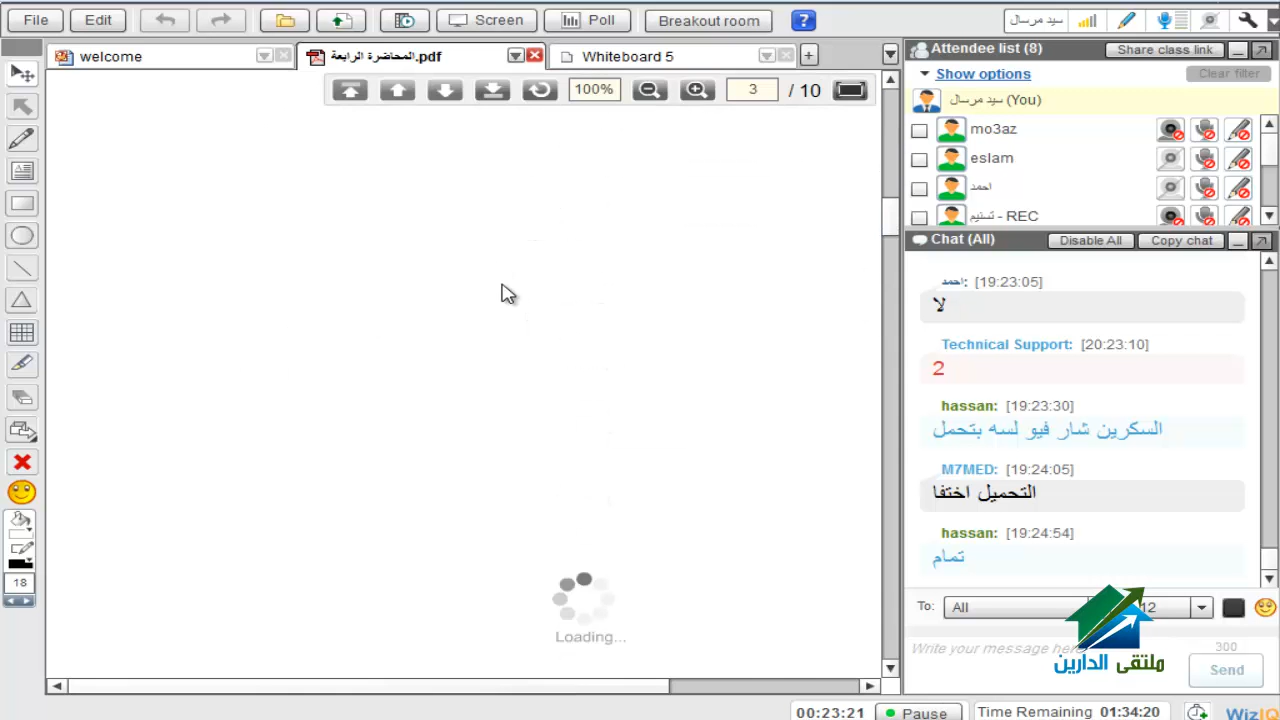 File Edit Screen Poll Breakout room ? سيد مرسال
welcome المحاضرة الرابعة.pdf Whiteboard 5 +
100% 3 / 10
Loading...
18
Attendee list (8) Share class link
Show options Clear filter
سيد مرسال (You)
mo3az
eslam
احمد
تسنيم - REC
Chat (All) Disable All Copy chat
احمد: [19:23:05]
لا
Technical Support: [20:23:10]
2
hassan: [19:23:30]
السكرين شار فيو لسه بتحمل
M7MED: [19:24:05]
التحميل اختفا
hassan: [19:24:54]
تمام
To: All 12
Write your message here 300
Send
ملتقى الدارين
00:23:21 Pause Time Remaining 01:34:20 WizIQ